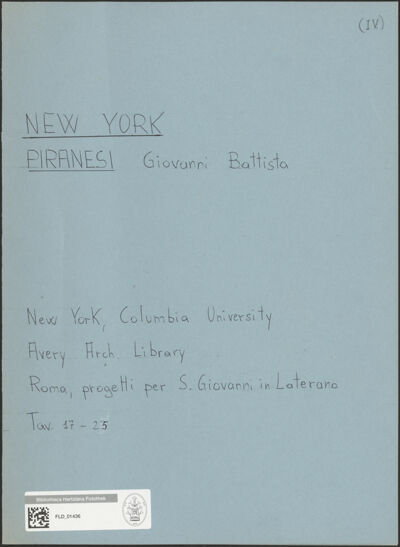 (IV)
NEW YORK
PIRANESI Giovanni Battista
New York, Columbia University
Avery Arch. Library
Roma, progetti per S. Giovanni in Laterano
Tav. 17 - 25
Bibliotheca Hertziana Fotothek
FLD_01436